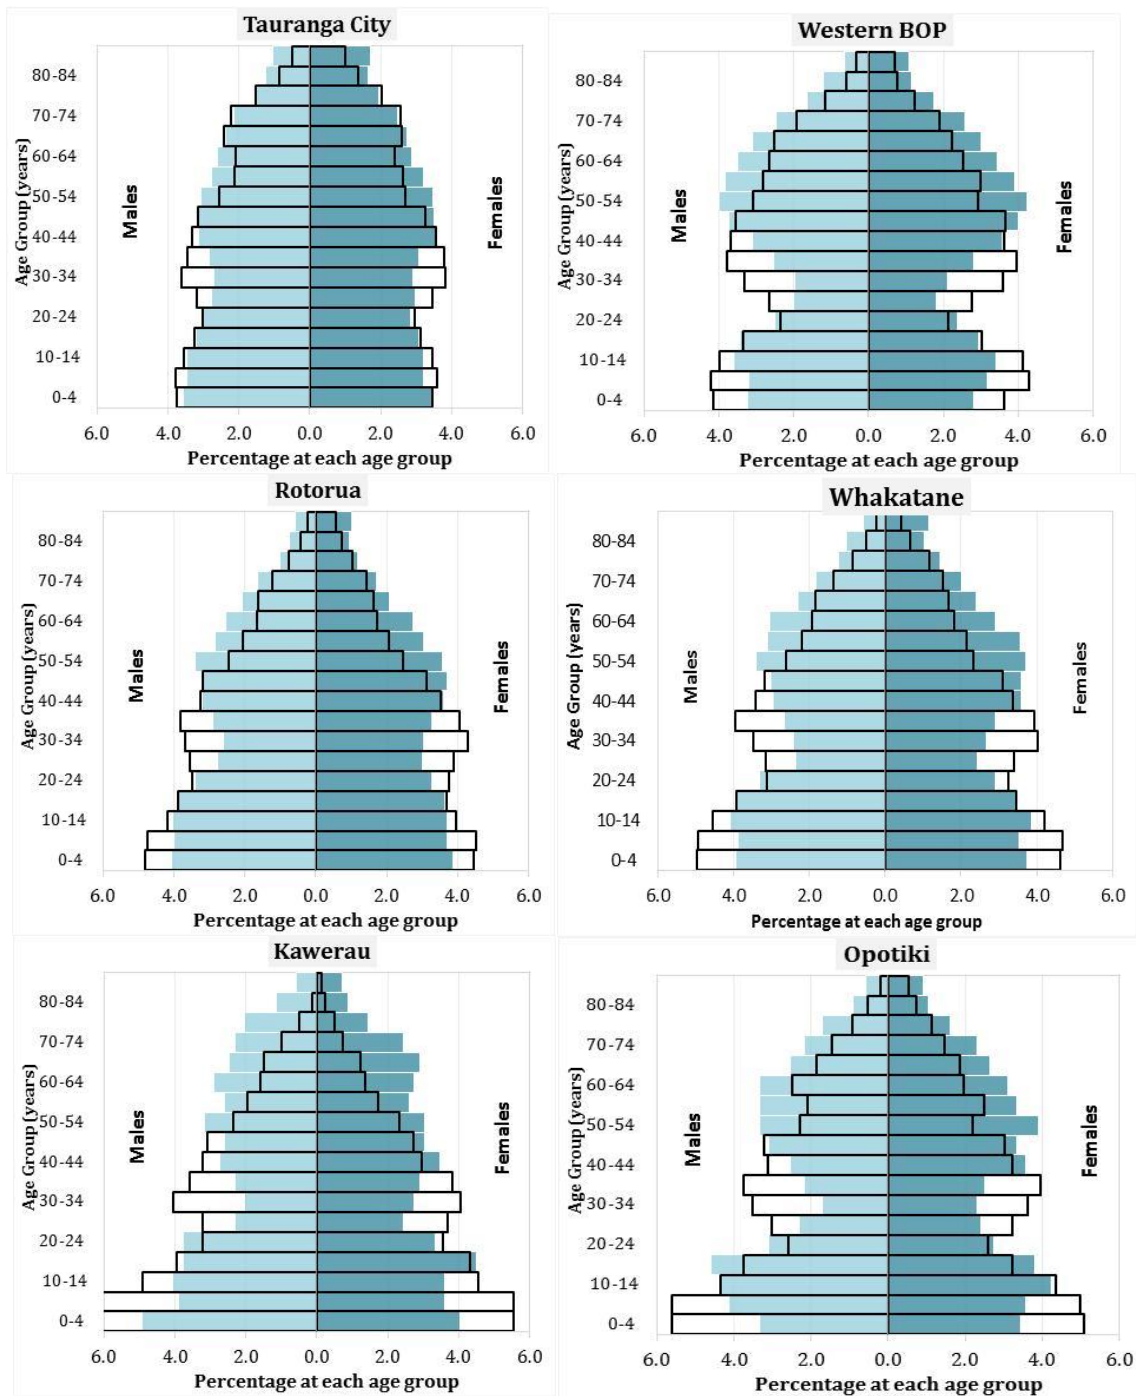 Tauranga City
Age Group (years)
80-84
70-74
60-64
50-54
40-44
30-34
20-24
10-14
0-4
Males
Females
6.0 4.0 2.0 0.0 2.0 4.0 6.0
Percentage at each age group
Western BOP
Age Group (years)
80-84
70-74
60-64
50-54
40-44
30-34
20-24
10-14
0-4
Males
Females
6.0 4.0 2.0 0.0 2.0 4.0 6.0
Percentage at each age group
Rotorua
Age Group (years)
80-84
70-74
60-64
50-54
40-44
30-34
20-24
10-14
0-4
Males
Females
6.0 4.0 2.0 0.0 2.0 4.0 6.0
Percentage at each age group
Whakatane
Age Group (years)
80-84
70-74
60-64
50-54
40-44
30-34
20-24
10-14
0-4
Males
Females
6.0 4.0 2.0 0.0 2.0 4.0 6.0
Percentage at each age group
Kawerau
Age Group (years)
80-84
70-74
60-64
50-54
40-44
30-34
20-24
10-14
0-4
Males
Females
6.0 4.0 2.0 0.0 2.0 4.0 6.0
Percentage at each age group
Opotiki
Age Group (years)
80-84
70-74
60-64
50-54
40-44
30-34
20-24
10-14
0-4
Males
Females
6.0 4.0 2.0 0.0 2.0 4.0 6.0
Percentage at each age group